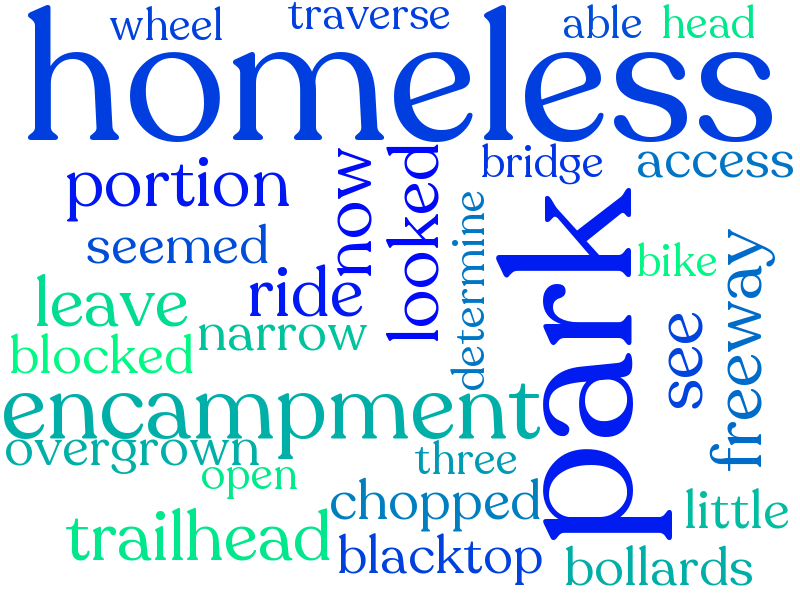 wheel
traverse
able
head
homeless
portion
now
looked
bridge
access
seemed
determine
park
bike
leave
ride
narrow
see
freeway
blocked
encampment
overgrown
open
three
chopped
little
trailhead
blacktop
bollards